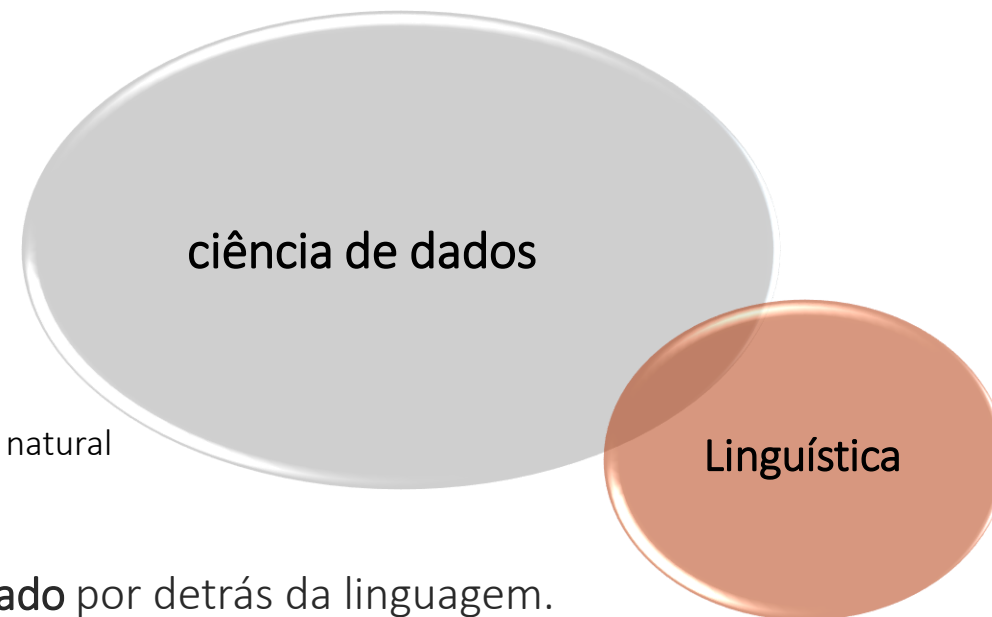 ciência de dados
natural
Linguística
ado por detrás da linguagem.